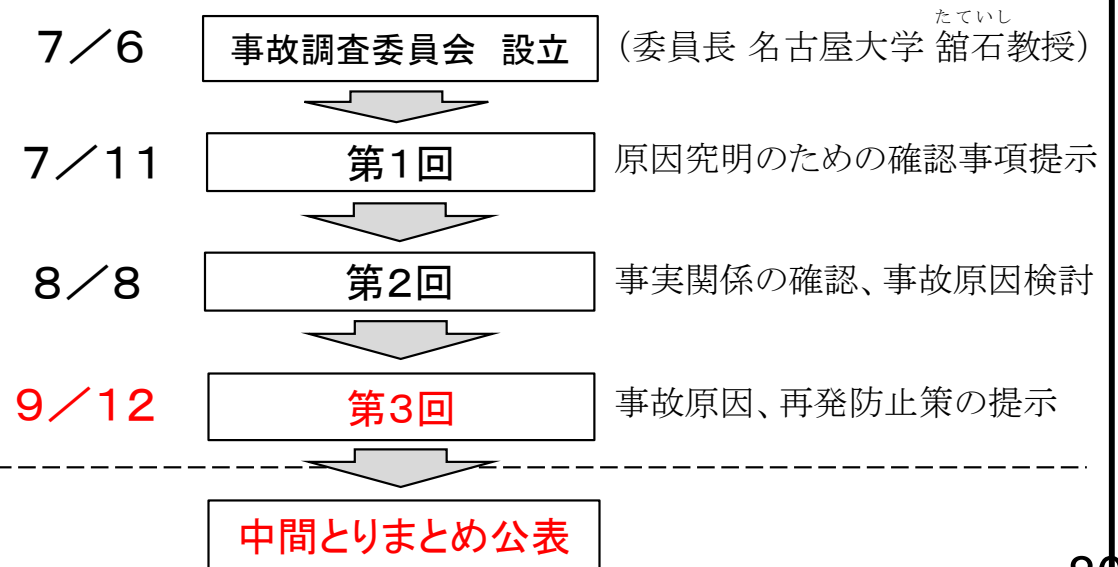 たていし
7／6 事故調査委員会　設立 （委員長 名古屋大学 舘石教授）
7／11 第1回 原因究明のための確認事項提示
8／8 第2回 事実関係の確認、事故原因検討
9／12 第3回 事故原因、再発防止策の提示
中間とりまとめ公表